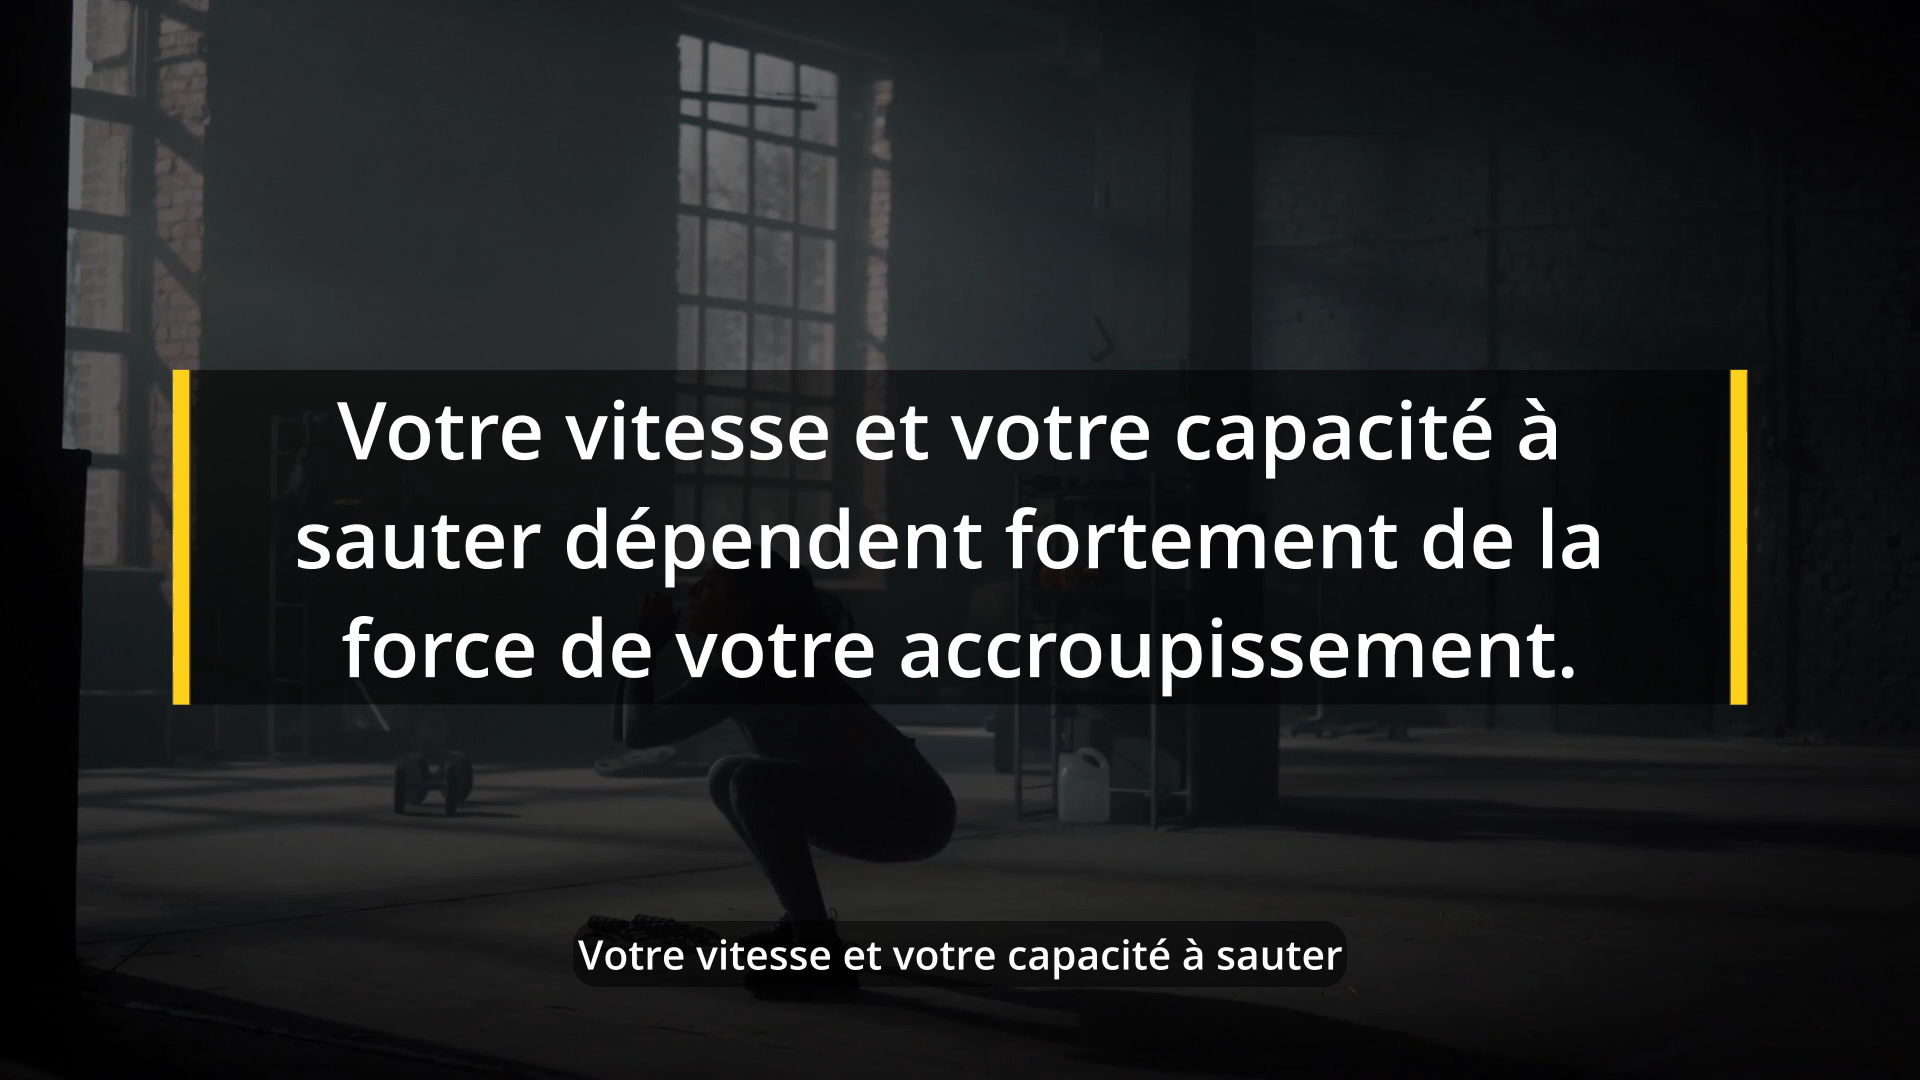 Votre vitesse et votre capacité à
sauter dépendent fortement de la
force de votre accroupissement.
Votre vitesse et votre capacité à sauter